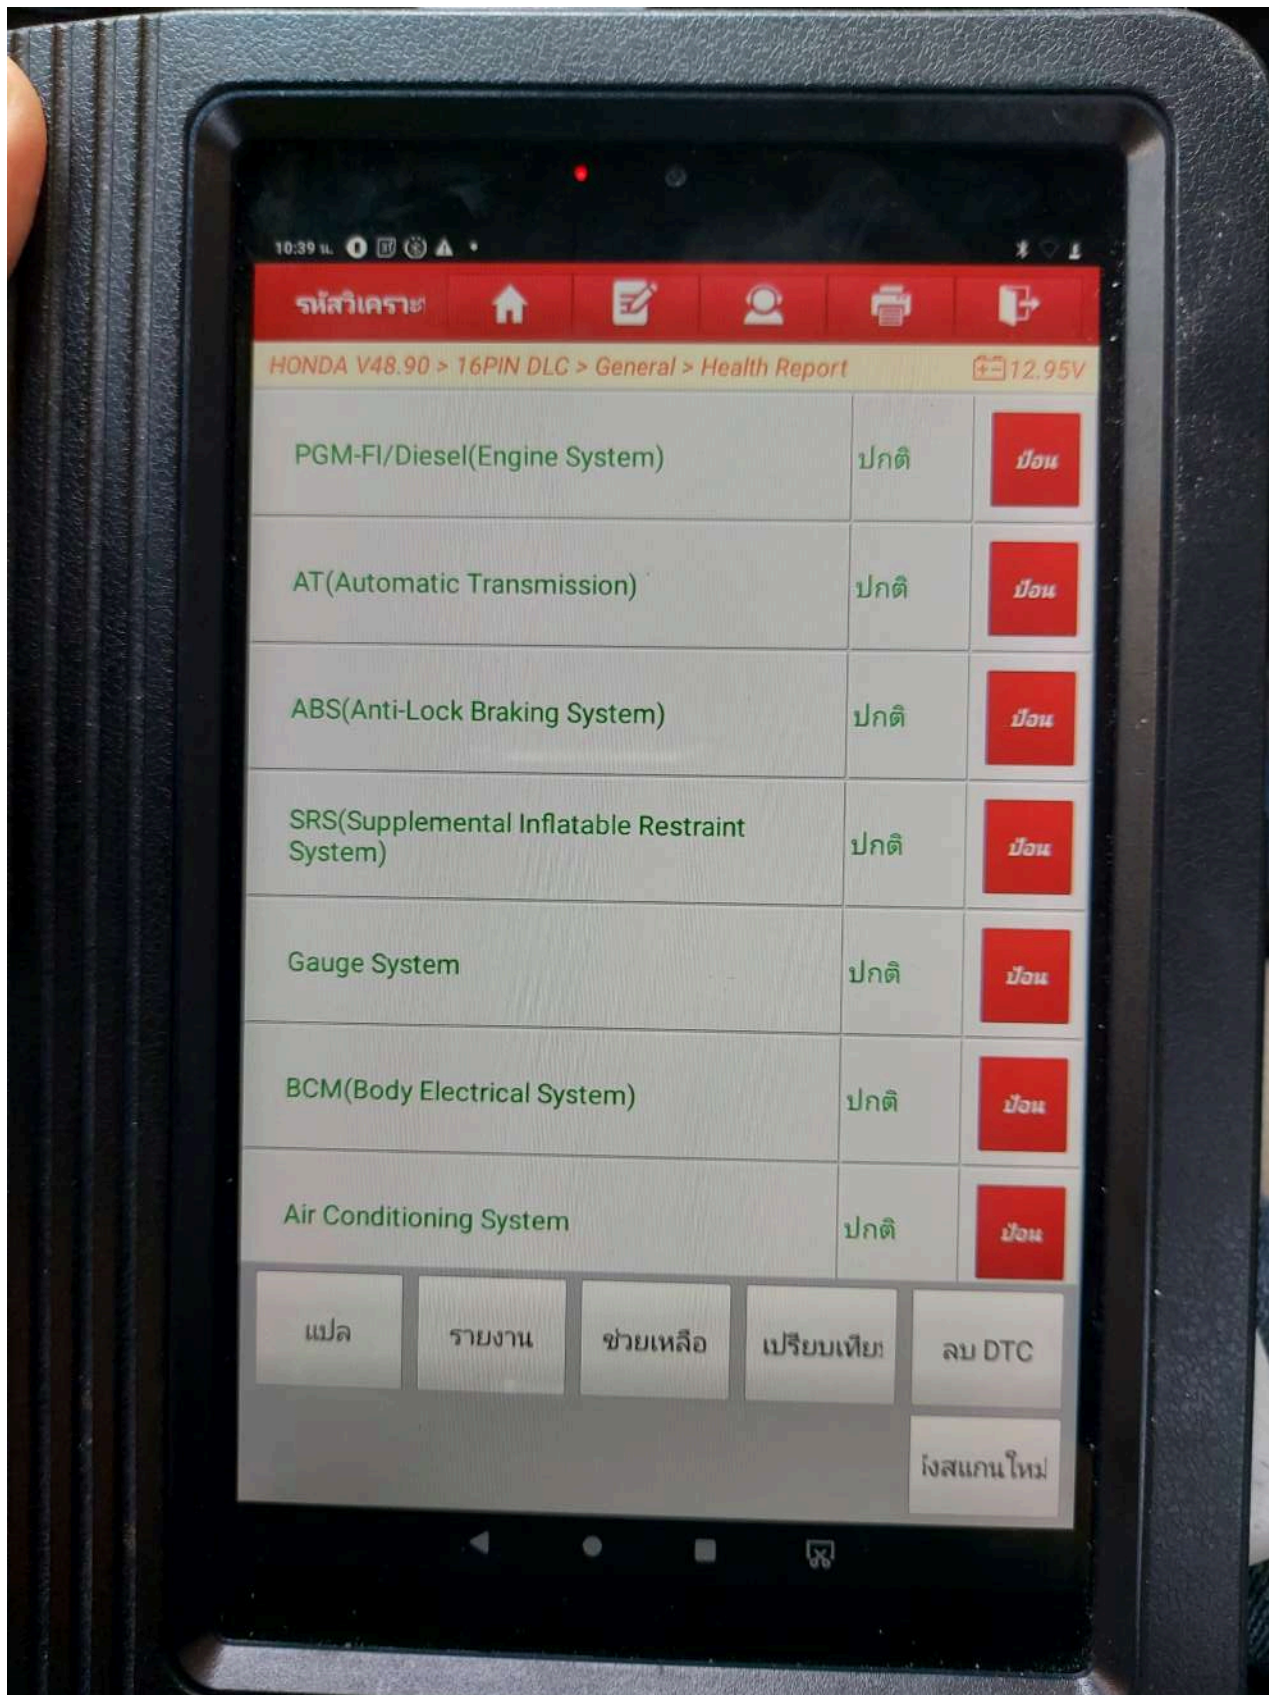 10:39 น.
รหัสวิเคราะ
HONDA V48.90 > 16PIN DLC > General > Health Report
12.95V
PGM-FI/Diesel(Engine System)
ปกติ
ป้อน
AT(Automatic Transmission)
ปกติ
ป้อน
ABS(Anti-Lock Braking System)
ปกติ
ป้อน
SRS(Supplemental Inflatable Restraint
System)
ปกติ
ป้อน
Gauge System
ปกติ
ป้อน
BCM(Body Electrical System)
ปกติ
ป้อน
Air Conditioning System
ปกติ
ป้อน
แปล
รายงาน
ช่วยเหลือ
เปรียบเทีย
ลบ DTC
งสแกนใหม่